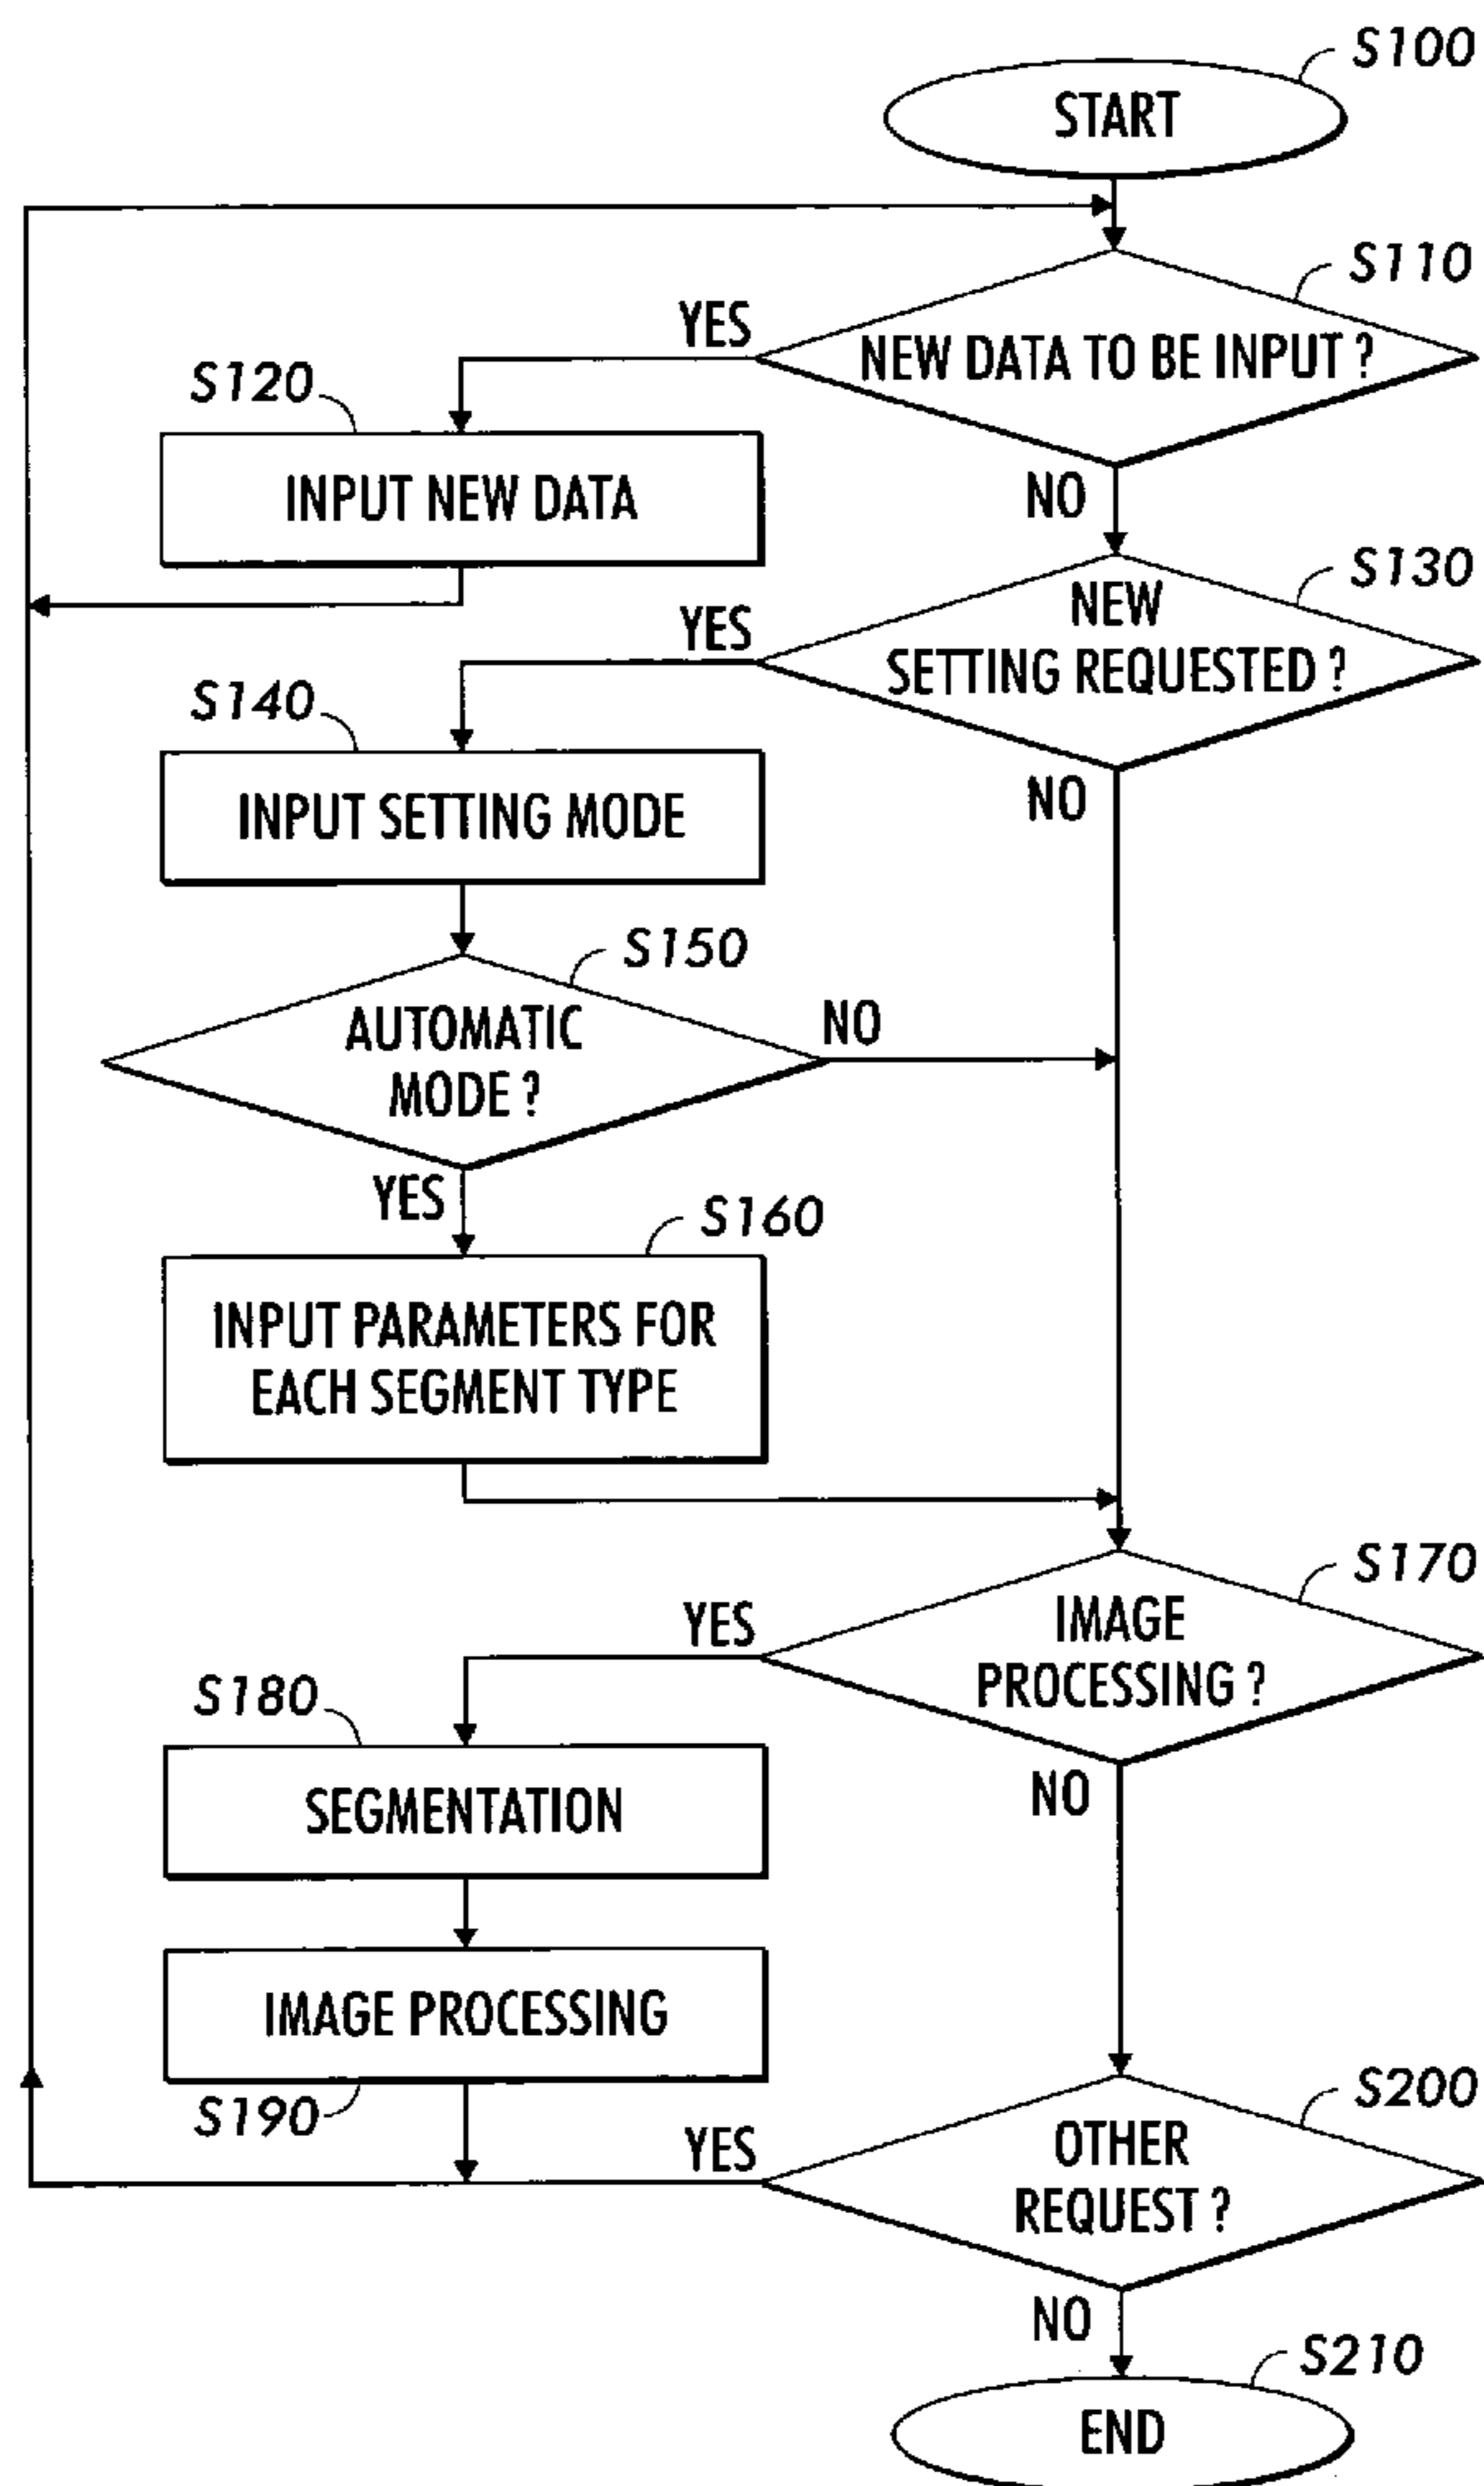 S100
START
S110
YES
NEW DATA TO BE INPUT ?
S120
INPUT NEW DATA
NO
S130
YES
NEW
SETTING REQUESTED ?
S140
INPUT SETTING MODE
NO
S150
AUTOMATIC
MODE ?
NO
YES
S160
INPUT PARAMETERS FOR
EACH SEGMENT TYPE
S170
YES
IMAGE
PROCESSING ?
S180
SEGMENTATION
NO
IMAGE PROCESSING
S190
S200
YES
OTHER
REQUEST ?
NO
S210
END